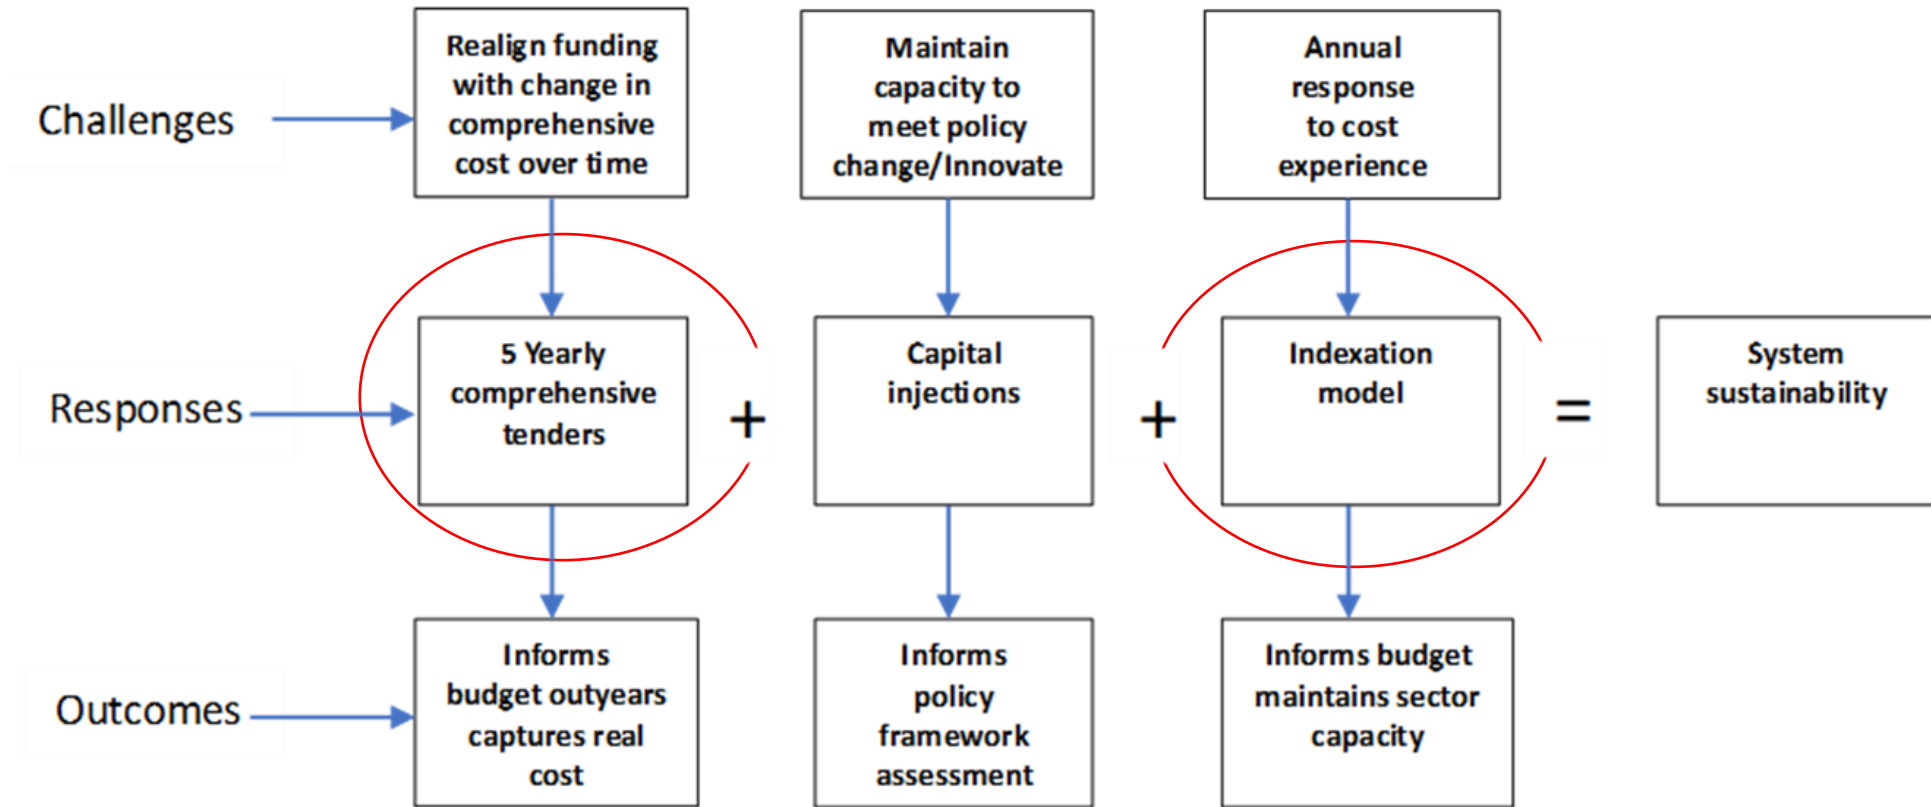 Challenges
Realign funding
with change in
comprehensive
cost over time
Maintain
capacity to
meet policy
change/Innovate
Annual
response
to cost
experience
Responses
5 Yearly
comprehensive
tenders
+
Capital
injections
+
Indexation
model
=
System
sustainability
Outcomes
Informs
budget outyears
captures real
cost
Informs
policy
framework
assessment
Informs budget
maintains sector
capacity